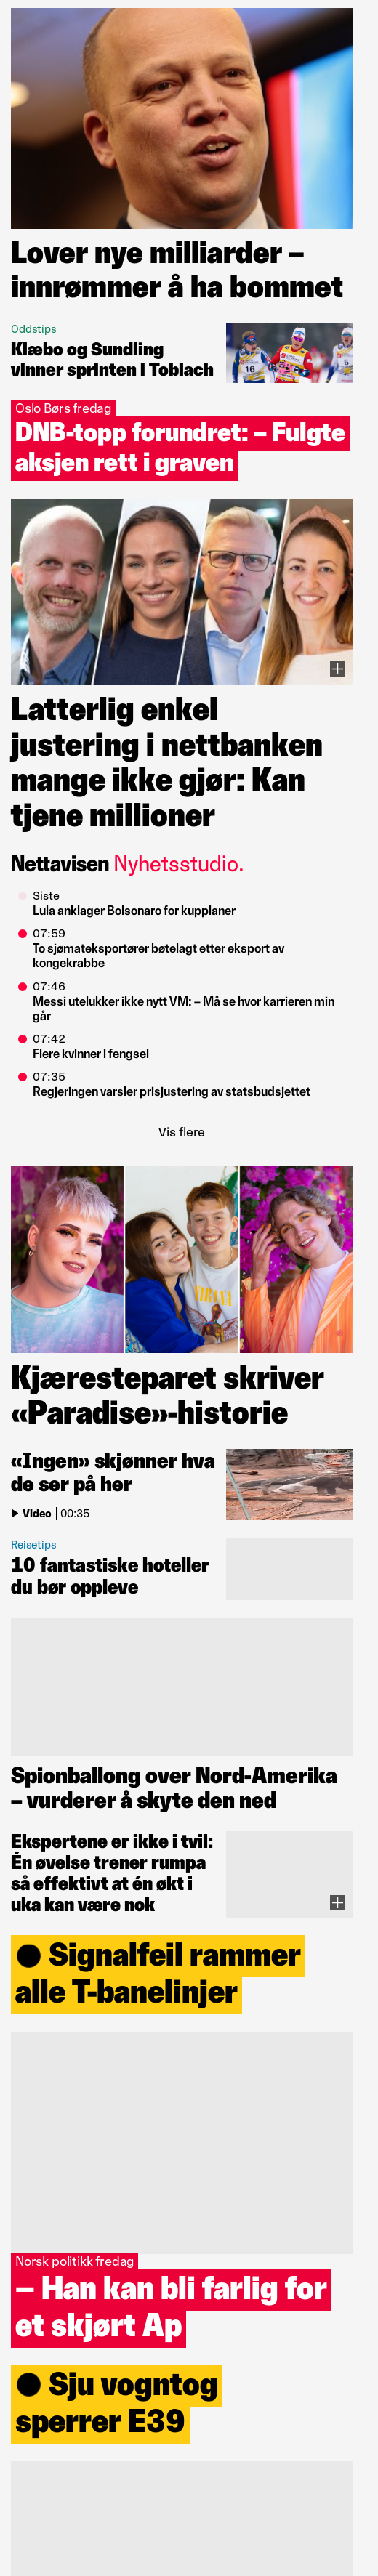 Lover nye milliarder –
innrømmer å ha bommet
Oddstips
Klæbo og Sundling
vinner sprinten i Toblach
Oslo Børs fredag
DNB-topp forundret: – Fulgte
aksjen rett i graven
Latterlig enkel
justering i nettbanken
mange ikke gjør: Kan
tjene millioner
Nettavisen Nyhetsstudio.
Siste
Lula anklager Bolsonaro for kupplaner
07:59
To sjømateksportører bøtelagt etter eksport av
kongekrabbe
07:46
Messi utelukker ikke nytt VM: – Må se hvor karrieren min
går
07:42
Flere kvinner i fengsel
07:35
Regjeringen varsler prisjustering av statsbudsjettet
Vis flere
Kjæresteparet skriver
«Paradise»-historie
«Ingen» skjønner hva
de ser på her
Video | 00:35
Reisetips
10 fantastiske hoteller
du bør oppleve
Spionballong over Nord-Amerika
– vurderer å skyte den ned
Ekspertene er ikke i tvil:
Én øvelse trener rumpa
så effektivt at én økt i
uka kan være nok
Signalfeil rammer
alle T-banelinjer
Norsk politikk fredag
– Han kan bli farlig for
et skjørt Ap
Sju vogntog
sperrer E39